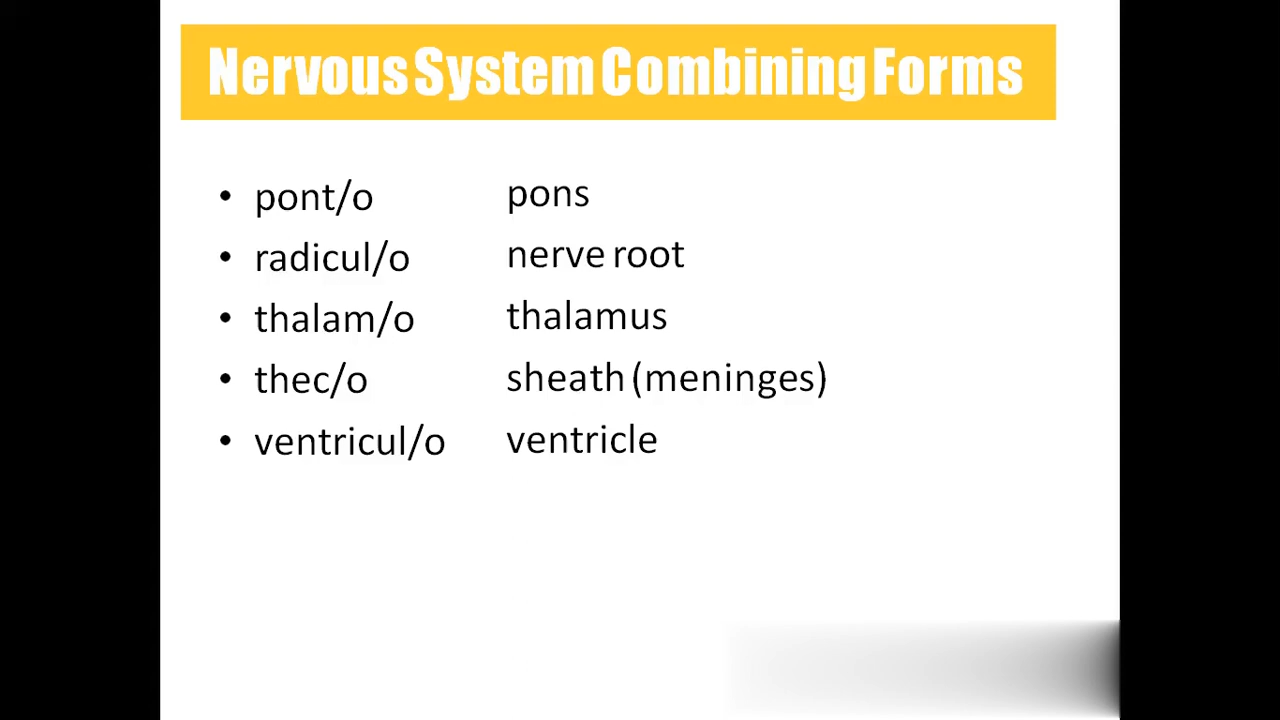 Nervous System Combining Forms
• pont/o pons
• radicul/o nerve root
• thalam/o thalamus
• thec/o sheath (meninges)
• ventricul/o ventricle